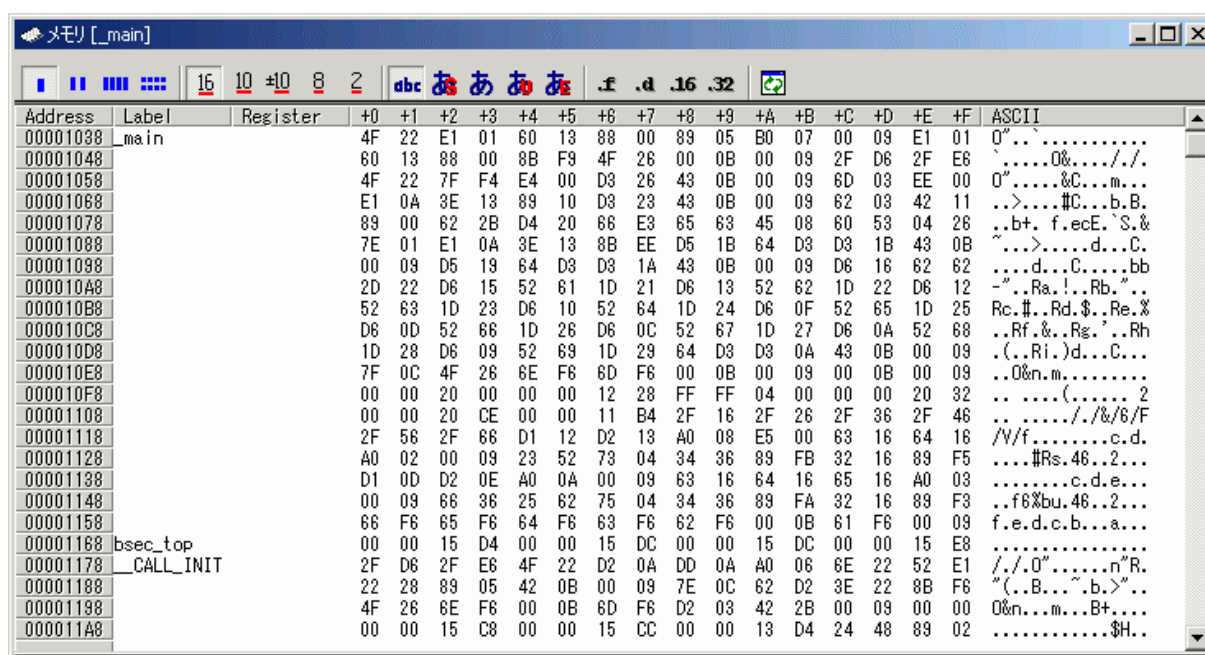 メモリ [_main]
16 10 ±10 8 2 abc あS あ あU あE .f .d .16 .32
Address Label Register +0 +1 +2 +3 +4 +5 +6 +7 +8 +9 +A +B +C +D +E +F ASCII
00001038 _main 4F 22 E1 01 60 13 88 00 89 05 B0 07 00 09 E1 01 O"..`...........
00001048 60 13 88 00 8B F9 4F 26 00 0B 00 09 2F D6 2F E6 `.....O&...././.
00001058 4F 22 7F F4 E4 00 D3 26 43 0B 00 09 6D 03 EE 00 O".....&C...m...
00001068 E1 0A 3E 13 89 10 D3 23 43 0B 00 09 62 03 42 11 ..>....#C...b.B.
00001078 89 00 62 2B D4 20 66 E3 65 63 45 08 60 53 04 26 ..b+. f.ecE.`S.&
00001088 7E 01 E1 0A 3E 13 8B EE D5 1B 64 D3 D3 1B 43 0B ~...>.....d...C.
00001098 00 09 D5 19 64 D3 D3 1A 43 0B 00 09 D6 16 62 62 ....d...C.....bb
000010A8 2D 22 D6 15 52 61 1D 21 D6 13 52 62 1D 22 D6 12 -"..Ra.!..Rb."..
000010B8 52 63 1D 23 D6 10 52 64 1D 24 D6 0F 52 65 1D 25 Rc.#..Rd.$..Re.%
000010C8 D6 0D 52 66 1D 26 D6 0C 52 67 1D 27 D6 0A 52 68 ..Rf.&..Rg.'..Rh
000010D8 1D 28 D6 09 52 69 1D 29 64 D3 D3 0A 43 0B 00 09 .(..Ri.)d...C...
000010E8 7F 0C 4F 26 6E F6 6D F6 00 0B 00 09 00 0B 00 09 ..O&n.m.........
000010F8 00 00 20 00 00 00 12 28 FF FF 04 00 00 00 20 32 .. ....(...... 2
00001108 00 00 20 CE 00 00 11 B4 2F 16 2F 26 2F 36 2F 46 .. ....././&/6/F
00001118 2F 56 2F 66 D1 12 D2 13 A0 08 E5 00 63 16 64 16 /V/f........c.d.
00001128 A0 02 00 09 23 52 73 04 34 36 89 FB 32 16 89 F5 ....#Rs.46..2...
00001138 D1 0D D2 0E A0 0A 00 09 63 16 64 16 65 16 A0 03 ........c.d.e...
00001148 00 09 66 36 25 62 75 04 34 36 89 FA 32 16 89 F3 ..f6%bu.46..2...
00001158 66 F6 65 F6 64 F6 63 F6 62 F6 00 0B 61 F6 00 09 f.e.d.c.b...a...
00001168 bsec_top 00 00 15 D4 00 00 15 DC 00 00 15 DC 00 00 15 E8 ................
00001178 __CALL_INIT 2F D6 2F E6 4F 22 D2 0A DD 0A A0 06 6E 22 52 E1 /./.O"......n"R.
00001188 22 28 89 05 42 0B 00 09 7E 0C 62 D2 3E 22 8B F6 "(..B...~.b.>"..
00001198 4F 26 6E F6 00 0B 6D F6 D2 03 42 2B 00 09 00 00 O&n...m...B+....
000011A8 00 00 15 C8 00 00 15 CC 00 00 13 D4 24 48 89 02 ............$H..